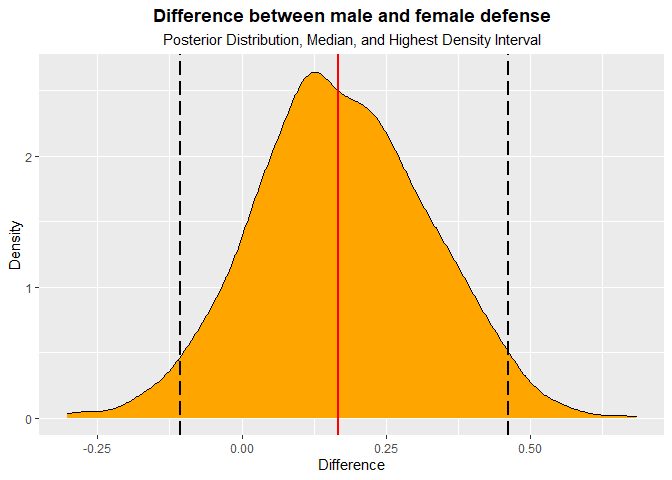 Difference between male and female defense
Posterior Distribution, Median, and Highest Density Interval
Density
2
1
0
-0.25 0.00 0.25 0.50
Difference